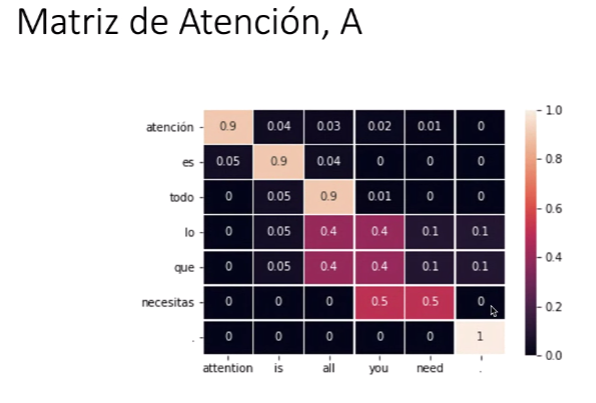 Matriz de Atención, A
atención 0.9 0.04 0.03 0.02 0.01 0
es 0.05 0.9 0.04 0 0 0
todo 0 0.05 0.9 0.01 0 0
lo 0 0.05 0.4 0.4 0.1 0.1
que 0 0.05 0.4 0.4 0.1 0.1
necesitas 0 0 0 0.5 0.5 0
. 0 0 0 0 0 1
attention is all you need .
1.0
0.8
0.6
0.4
0.2
0.0